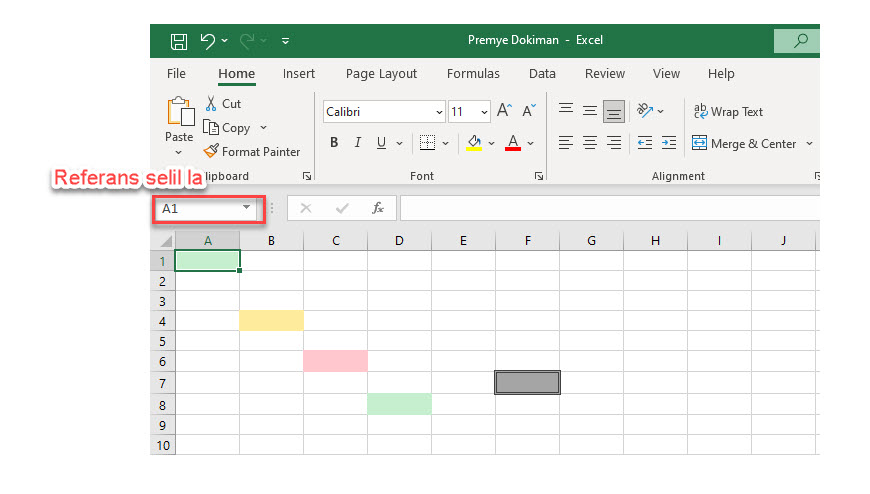 Premye Dokiman - Excel
File Home Insert Page Layout Formulas Data Review View Help
Paste
Cut
Copy
Format Painter
Calibri 11 A A
B I U A
ab Wrap Text
Merge & Center
Referans selil la
lipboard Font Alignment
A1 fx
A B C D E F G H I J
1
2
3
4
5
6
7
8
9
10